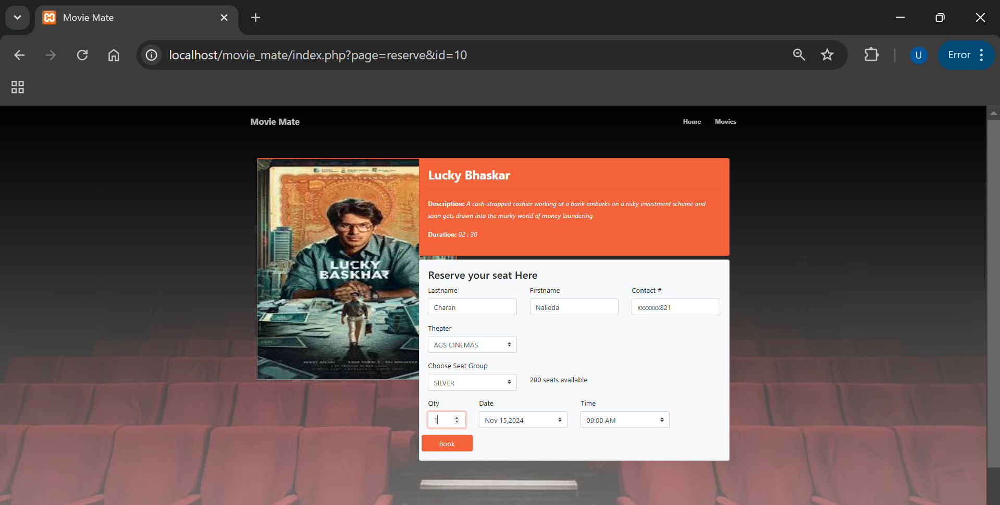 Movie Mate
localhost/movie_mate/index.php?page=reserve&id=10
U
Error
Movie Mate
Home
Movies
LUCKY
BASKHAR
Lucky Bhaskar
Description: A cash-strapped cashier working at a bank embarks on a risky investment scheme and
soon gets drawn into the murky world of money laundering.
Duration: 02 : 30
Reserve your seat Here
Lastname
Firstname
Contact #
Charan
Nalleda
xxxxxxx821
Theater
AGS CINEMAS
Choose Seat Group
SILVER
200 seats available
Qty
Date
Time
1
Nov 15,2024
09:00 AM
Book